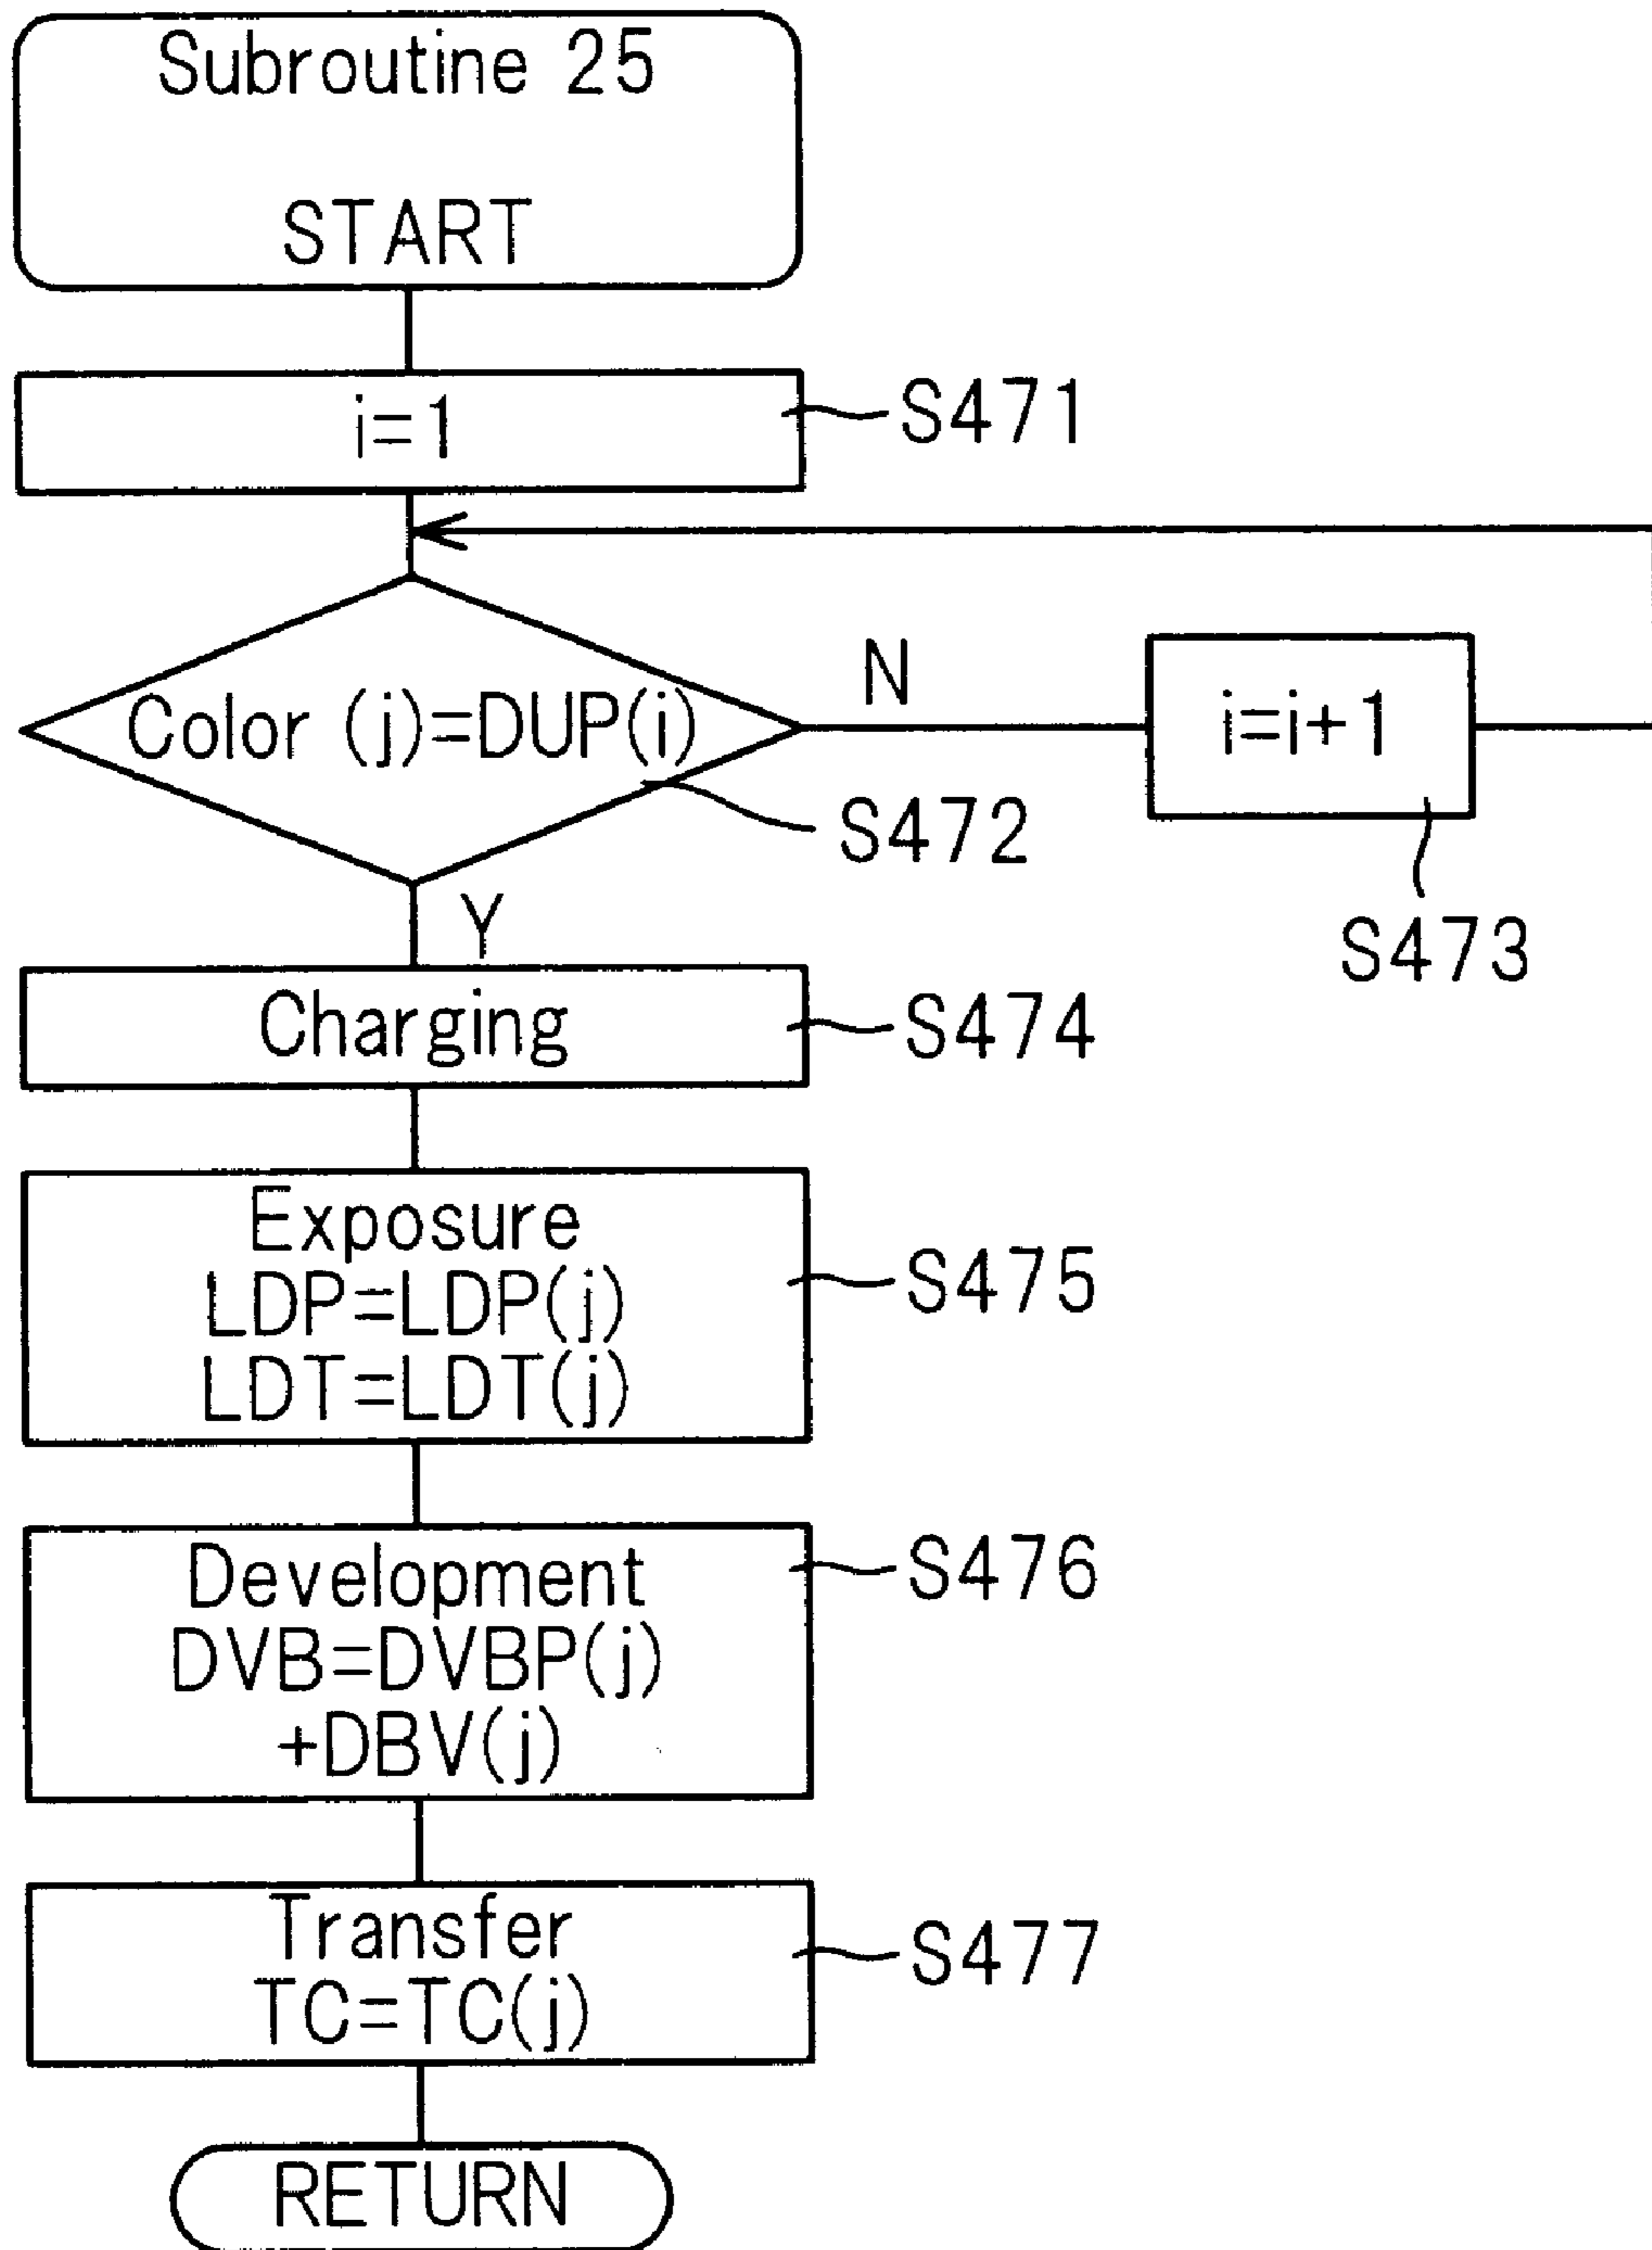 Subroutine 25
START
i=1
S471
Color (j)=DUP(i)
N
i=i+1
S472
S473
Y
Charging
S474
Exposure
LDP=LDP(j)
LDT=LDT(j)
S475
Development
DVB=DVBP(j)
+DBV(j)
S476
Transfer
TC=TC(j)
S477
RETURN